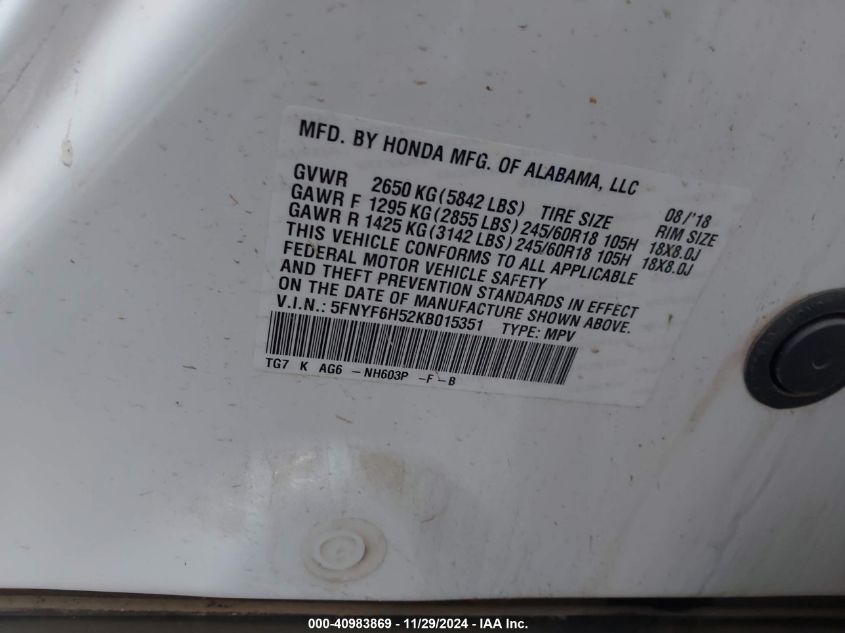 MFD. BY HONDA MFG. OF ALABAMA, LLC
08/'18
GVWR 2650 KG(5842 LBS) TIRE SIZE RIM SIZE
GAWR F 1295 KG(2855 LBS)245/60R18 105H 18X8.0J
GAWR R 1425 KG(3142 LBS)245/60R18 105H 18X8.0J
THIS VEHICLE CONFORMS TO ALL APPLICABLE
FEDERAL MOTOR VEHICLE SAFETY
AND THEFT PREVENTION STANDARDS IN EFFECT
ON THE DATE OF MANUFACTURE SHOWN ABOVE.
V.I.N.: 5FNYF6H52KB015351 TYPE: MPV
TG7 K AG6 -NH603P -F-B
000-40983869 - 11/29/2024 - IAA Inc.